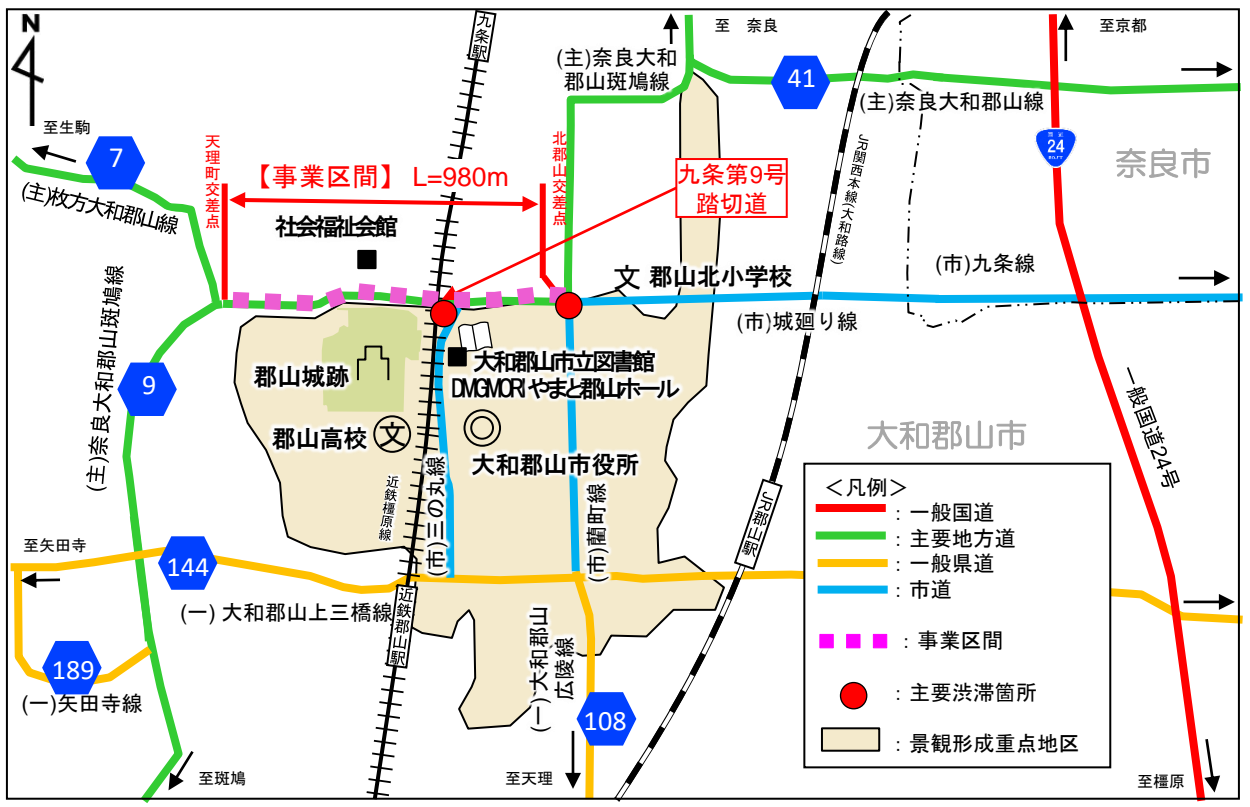 N
九条駅
至 奈良
至京都
(主)奈良大和
郡山斑鳩線
41
(主)奈良大和郡山線
至生駒
7
(主)枚方大和郡山線
天理町交差点
【事業区間】 L=980m
北郡山交差点
九条第9号
踏切道
JR関西本線(大和路線)
24
奈良市
社会福祉会館
文 郡山北小学校
(市)九条線
(市)城廻り線
(主)奈良大和郡山斑鳩線
9
郡山城跡
大和郡山市立図書館
DMGMORI やまと郡山ホール
郡山高校
文
大和郡山市役所
大和郡山市
一般国道24号
近鉄橿原線
(市)三の丸線
(市)藺町線
JR郡山駅
至矢田寺
144
(一) 大和郡山上三橋線
近鉄郡山駅
189
(一)矢田寺線
(一)大和郡山
広陵線
108
至斑鳩
至天理
至橿原
＜凡例＞
：一般国道
：主要地方道
：一般県道
：市道
：事業区間
：主要渋滞箇所
：景観形成重点地区